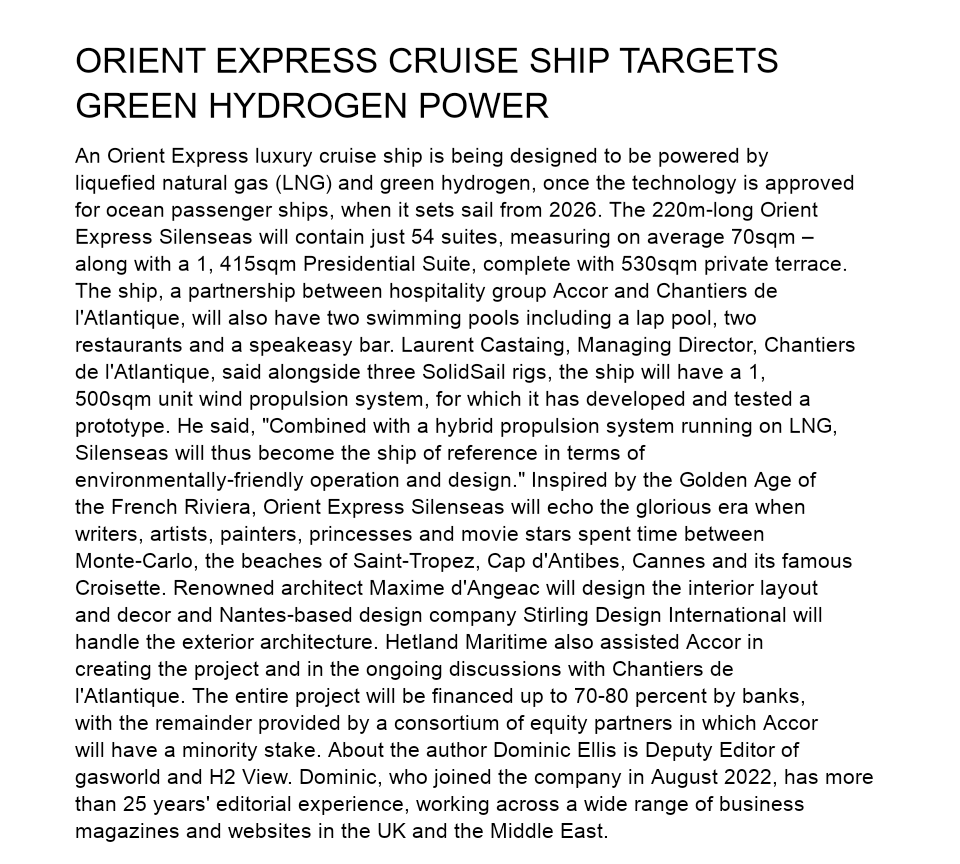 ORIENT EXPRESS CRUISE SHIP TARGETS
GREEN HYDROGEN POWER
An Orient Express luxury cruise ship is being designed to be powered by
liquefied natural gas (LNG) and green hydrogen, once the technology is approved
for ocean passenger ships, when it sets sail from 2026. The 220m-long Orient
Express Silenseas will contain just 54 suites, measuring on average 70sqm –
along with a 1, 415sqm Presidential Suite, complete with 530sqm private terrace.
The ship, a partnership between hospitality group Accor and Chantiers de
l'Atlantique, will also have two swimming pools including a lap pool, two
restaurants and a speakeasy bar. Laurent Castaing, Managing Director, Chantiers
de l'Atlantique, said alongside three SolidSail rigs, the ship will have a 1,
500sqm unit wind propulsion system, for which it has developed and tested a
prototype. He said, "Combined with a hybrid propulsion system running on LNG,
Silenseas will thus become the ship of reference in terms of
environmentally-friendly operation and design." Inspired by the Golden Age of
the French Riviera, Orient Express Silenseas will echo the glorious era when
writers, artists, painters, princesses and movie stars spent time between
Monte-Carlo, the beaches of Saint-Tropez, Cap d'Antibes, Cannes and its famous
Croisette. Renowned architect Maxime d'Angeac will design the interior layout
and decor and Nantes-based design company Stirling Design International will
handle the exterior architecture. Hetland Maritime also assisted Accor in
creating the project and in the ongoing discussions with Chantiers de
l'Atlantique. The entire project will be financed up to 70-80 percent by banks,
with the remainder provided by a consortium of equity partners in which Accor
will have a minority stake. About the author Dominic Ellis is Deputy Editor of
gasworld and H2 View. Dominic, who joined the company in August 2022, has more
than 25 years' editorial experience, working across a wide range of business
magazines and websites in the UK and the Middle East.